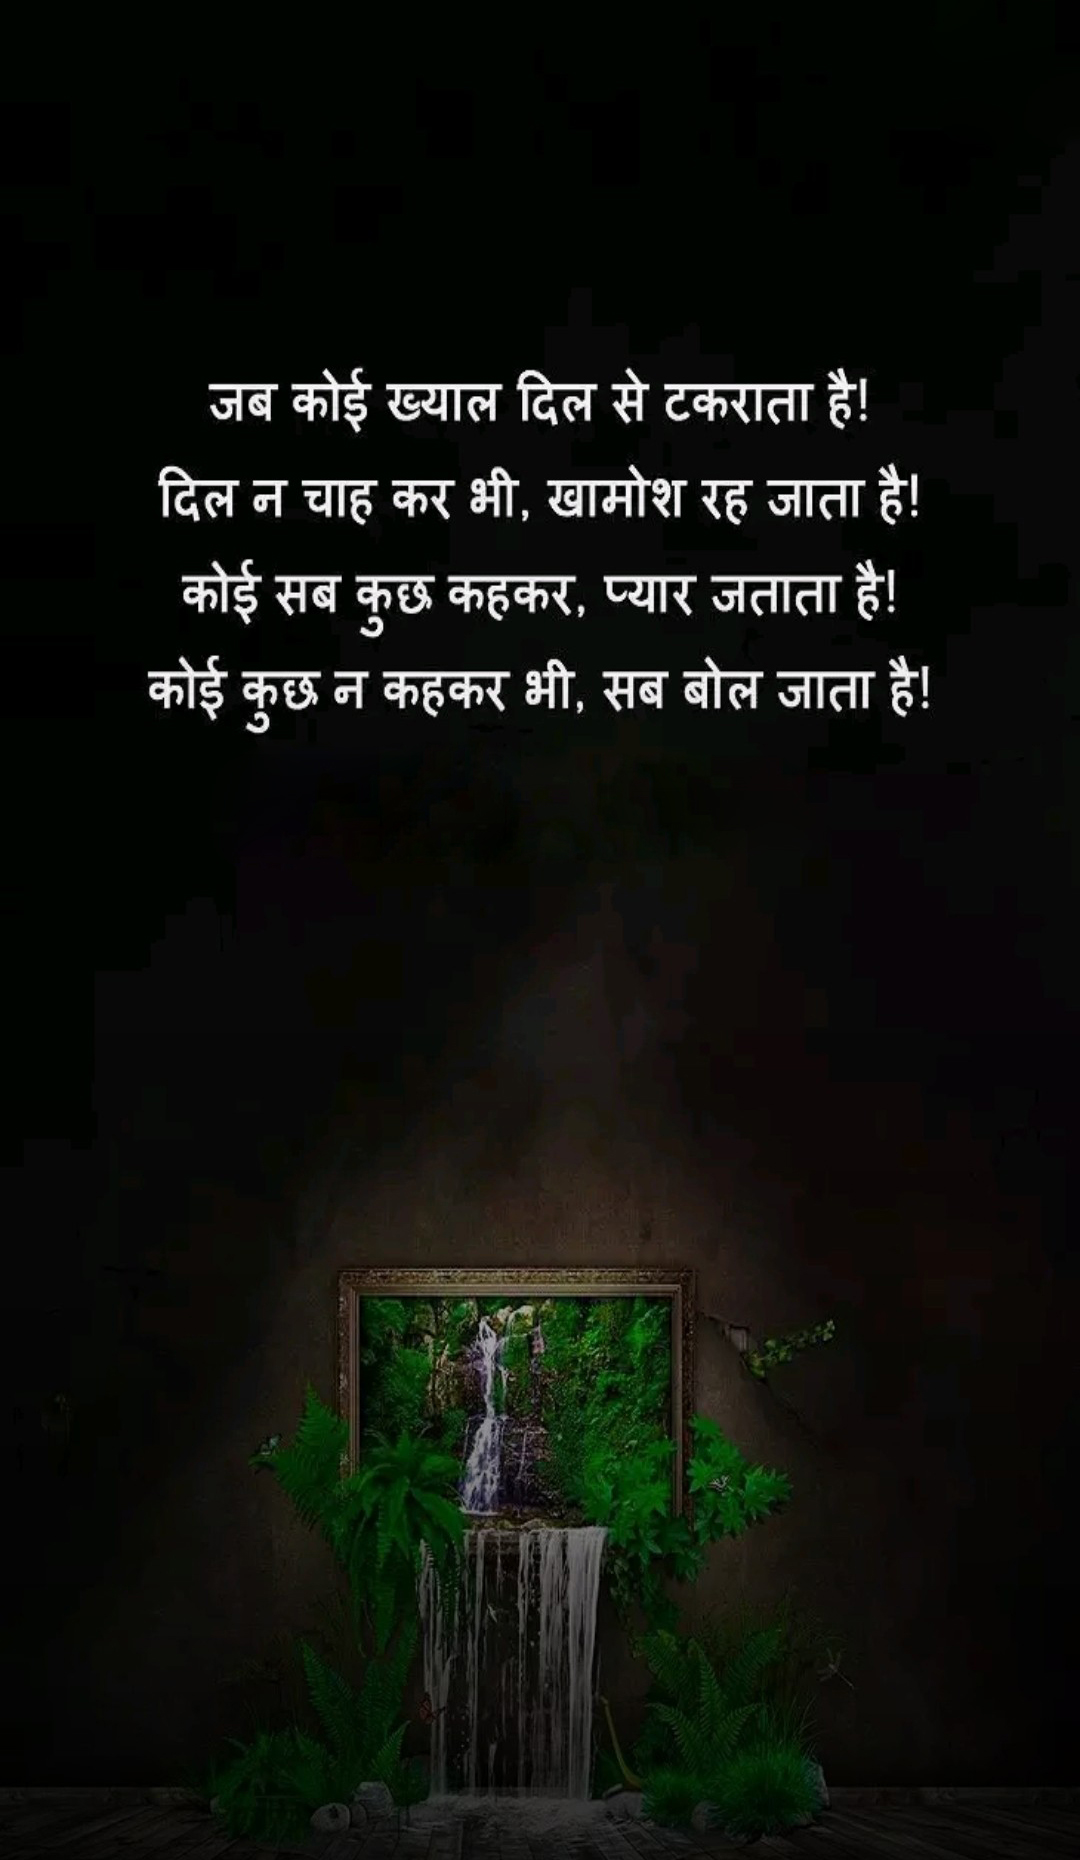 जब कोई ख्याल दिल से टकराता है!
दिल न चाह कर भी, खामोश रह जाता है!
कोई सब कुछ कहकर, प्यार जताता है!
कोई कुछ न कहकर भी, सब बोल जाता है!